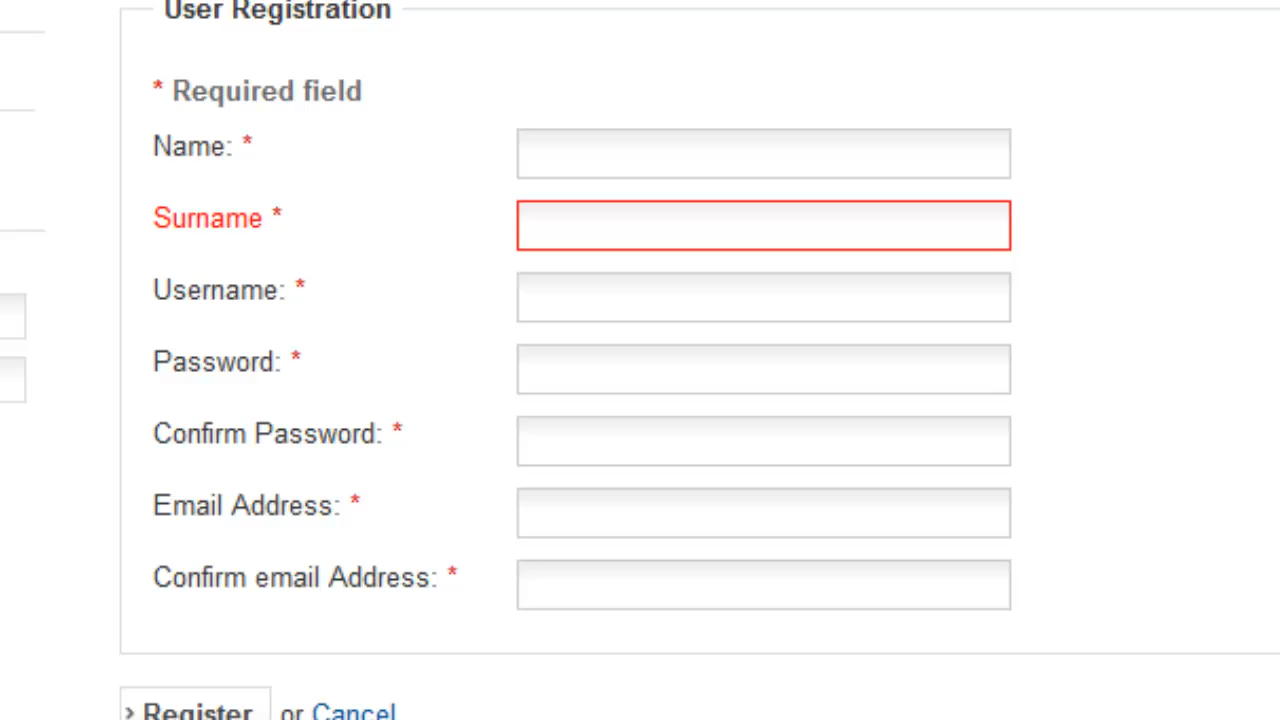 User Registration
* Required field
Name: *
Surname *
Username: *
Password: *
Confirm Password: *
Email Address: *
Confirm email Address: *
› Register or Cancel